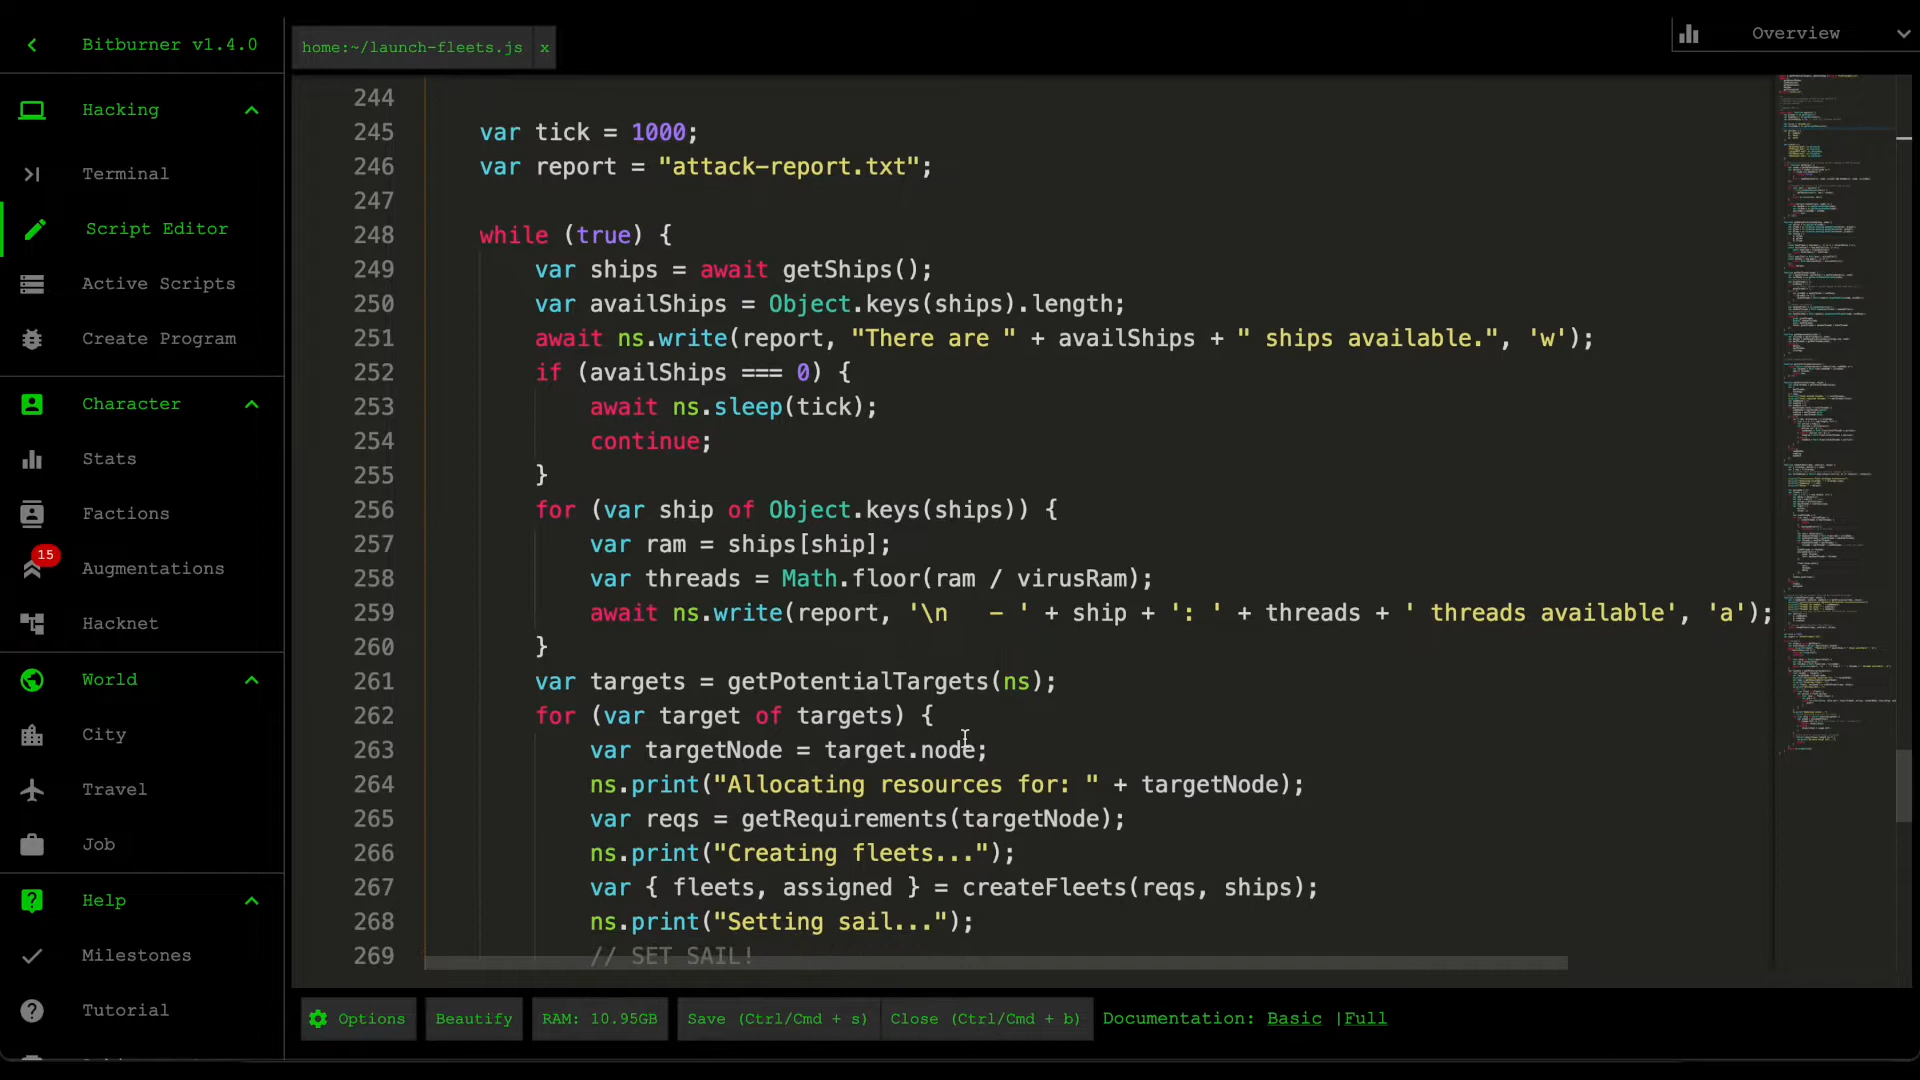 Bitburner v1.4.0
Hacking
Terminal
Script Editor
Active Scripts
Create Program
Character
Stats
Factions
15
Augmentations
Hacknet
World
City
Travel
Job
Help
Milestones
Tutorial
home:~/launch-fleets.js x
Overview
244
245 var tick = 1000;
246 var report = "attack-report.txt";
247
248 while (true) {
249 var ships = await getShips();
250 var availShips = Object.keys(ships).length;
251 await ns.write(report, "There are " + availShips + " ships available.", 'w');
252 if (availShips === 0) {
253 await ns.sleep(tick);
254 continue;
255 }
256 for (var ship of Object.keys(ships)) {
257 var ram = ships[ship];
258 var threads = Math.floor(ram / virusRam);
259 await ns.write(report, '\n   - ' + ship + ': ' + threads + ' threads available', 'a');
260 }
261 var targets = getPotentialTargets(ns);
262 for (var target of targets) {
263 var targetNode = target.node;
264 ns.print("Allocating resources for: " + targetNode);
265 var reqs = getRequirements(targetNode);
266 ns.print("Creating fleets...");
267 var { fleets, assigned } = createFleets(reqs, ships);
268 ns.print("Setting sail...");
269 // SET SAIL!
Options Beautify RAM: 10.95GB Save (Ctrl/Cmd + s) Close (Ctrl/Cmd + b) Documentation: Basic |Full